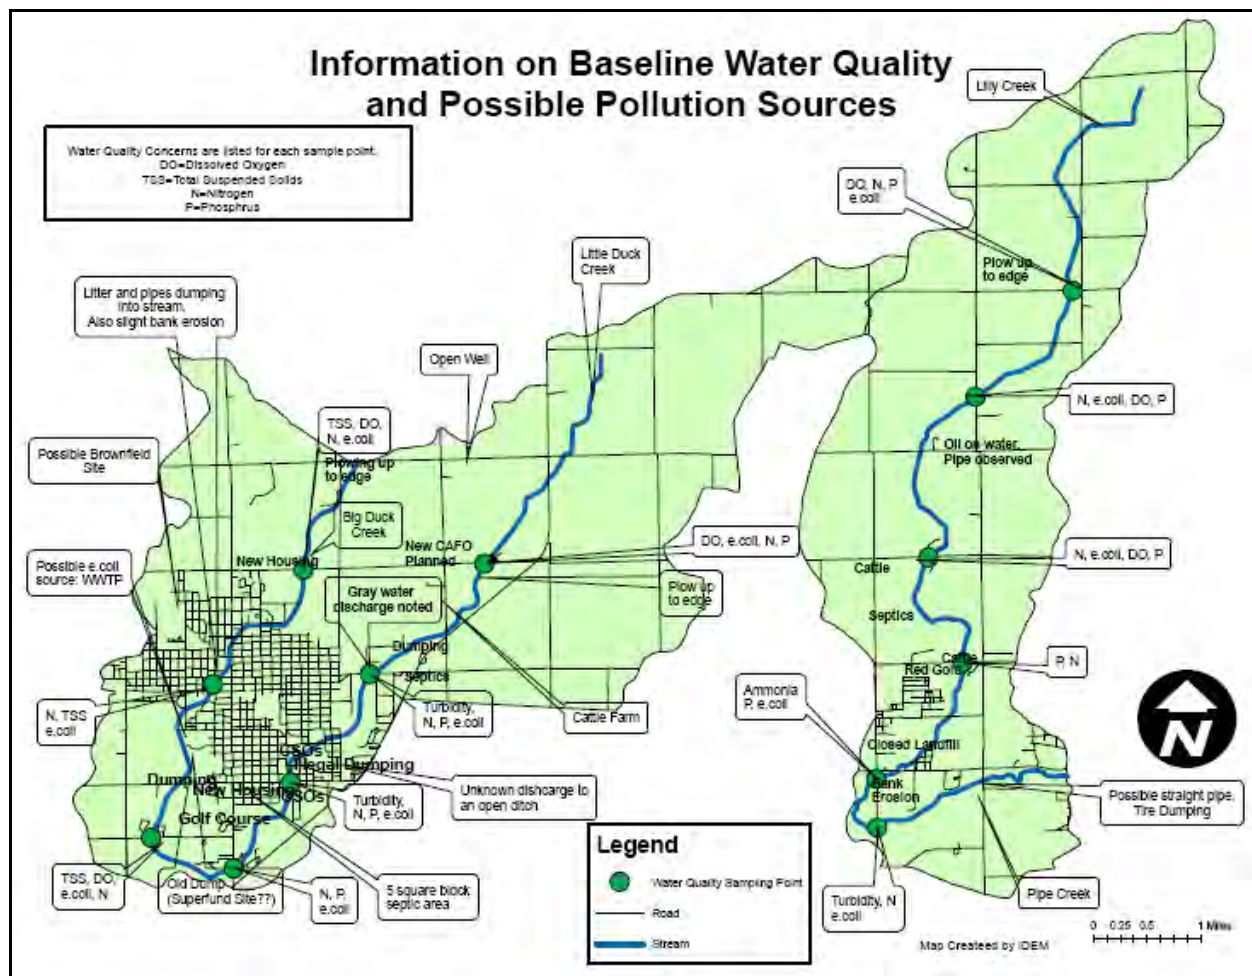 Information on Baseline Water Quality
and Possible Pollution Sources
Water Quality Concerns are listed for each sample point.
DO=Dissolved Oxygen
TSS=Total Suspended Solids
N=Nitrogen
P=Phosphrus
Lilly Creek
DO, N, P
e.coli
Plow up
to edge
Little Duck
Creek
Litter and pipes dumping
into stream.
Also slight bank erosion
Open Well
N, e.coli, DO, P
TSS, DO,
N, e.coli
Plowing up
to edge
Oil on water.
Pipe observed
Possible Brownfield
Site
Big Duck
Creek
New Housing
New CAFO
Planned
DO, e.coli, N, P
N, e.coli, DO, P
Cattle
Possible e.coli
source: WWTP
Gray water
discharge noted
Plow up
to edge
Septics
Dumping
Septics
Cattle
Red Gold
P, N
N, TSS
e.coli
Turbidity,
N, P, e.coli
Cattle Farm
Ammonia
P, e.coli
CSOs
Illegal Dumping
Closed Landfill
Dumping
New Housing
CSOs
Bank
Erosion
Turbidity,
N, P, e.coli
Unknown dishcarge to
an open ditch
Possible straight pipe,
Tire Dumping
Golf Course
TSS, DO,
e.coli, N
Old Dump
(Superfund Site??)
N, P,
e.coli
5 square block
septic area
Turbidity, N
e.coli
Pipe Creek
Legend
Water Quality Sampling Point
Road
Stream
N
0 0.25 0.5 1 Miles
Map Createed by IDEM